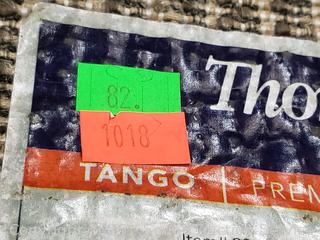 82.
Tho
1018
TANGO | PREM